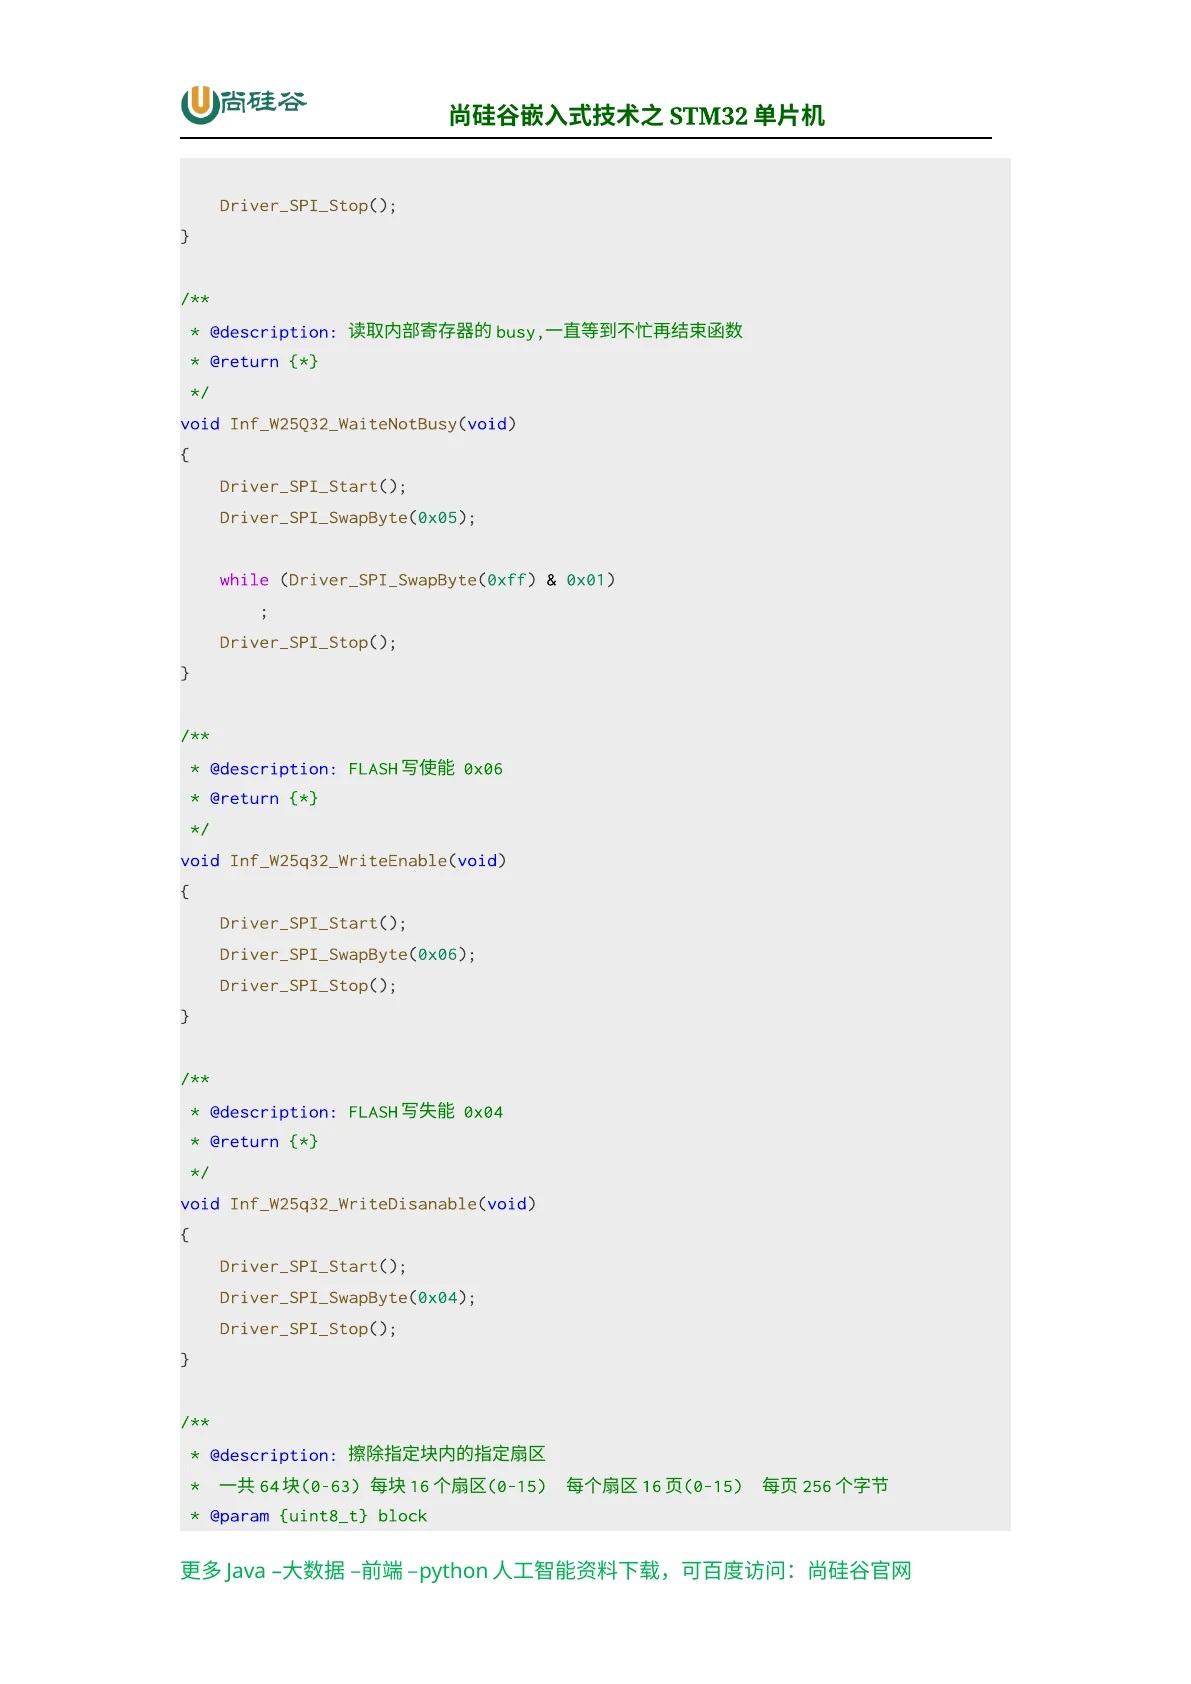 尚硅谷
尚硅谷嵌入式技术之 STM32 单片机
    Driver_SPI_Stop();
}
/**
 * @description: 读取内部寄存器的 busy,一直等到不忙再结束函数
 * @return {*}
 */
void Inf_W25Q32_WaiteNotBusy(void)
{
    Driver_SPI_Start();
    Driver_SPI_SwapByte(0x05);
    while (Driver_SPI_SwapByte(0xff) & 0x01)
        ;
    Driver_SPI_Stop();
}
/**
 * @description: FLASH 写使能 0x06
 * @return {*}
 */
void Inf_W25q32_WriteEnable(void)
{
    Driver_SPI_Start();
    Driver_SPI_SwapByte(0x06);
    Driver_SPI_Stop();
}
/**
 * @description: FLASH 写失能 0x04
 * @return {*}
 */
void Inf_W25q32_WriteDisanable(void)
{
    Driver_SPI_Start();
    Driver_SPI_SwapByte(0x04);
    Driver_SPI_Stop();
}
/**
 * @description: 擦除指定块内的指定扇区
 *  一共 64 块(0-63) 每块 16 个扇区(0-15)  每个扇区 16 页(0-15)  每页 256 个字节
 * @param {uint8_t} block
更多 Java –大数据 –前端 –python 人工智能资料下载，可百度访问：尚硅谷官网